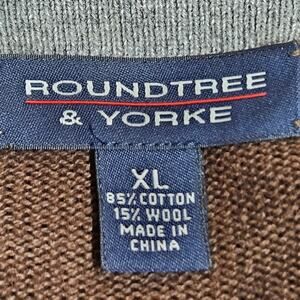 ROUNDTREE
& YORKE
XL
85% COTTON
15% WOOL
MADE IN
CHINA